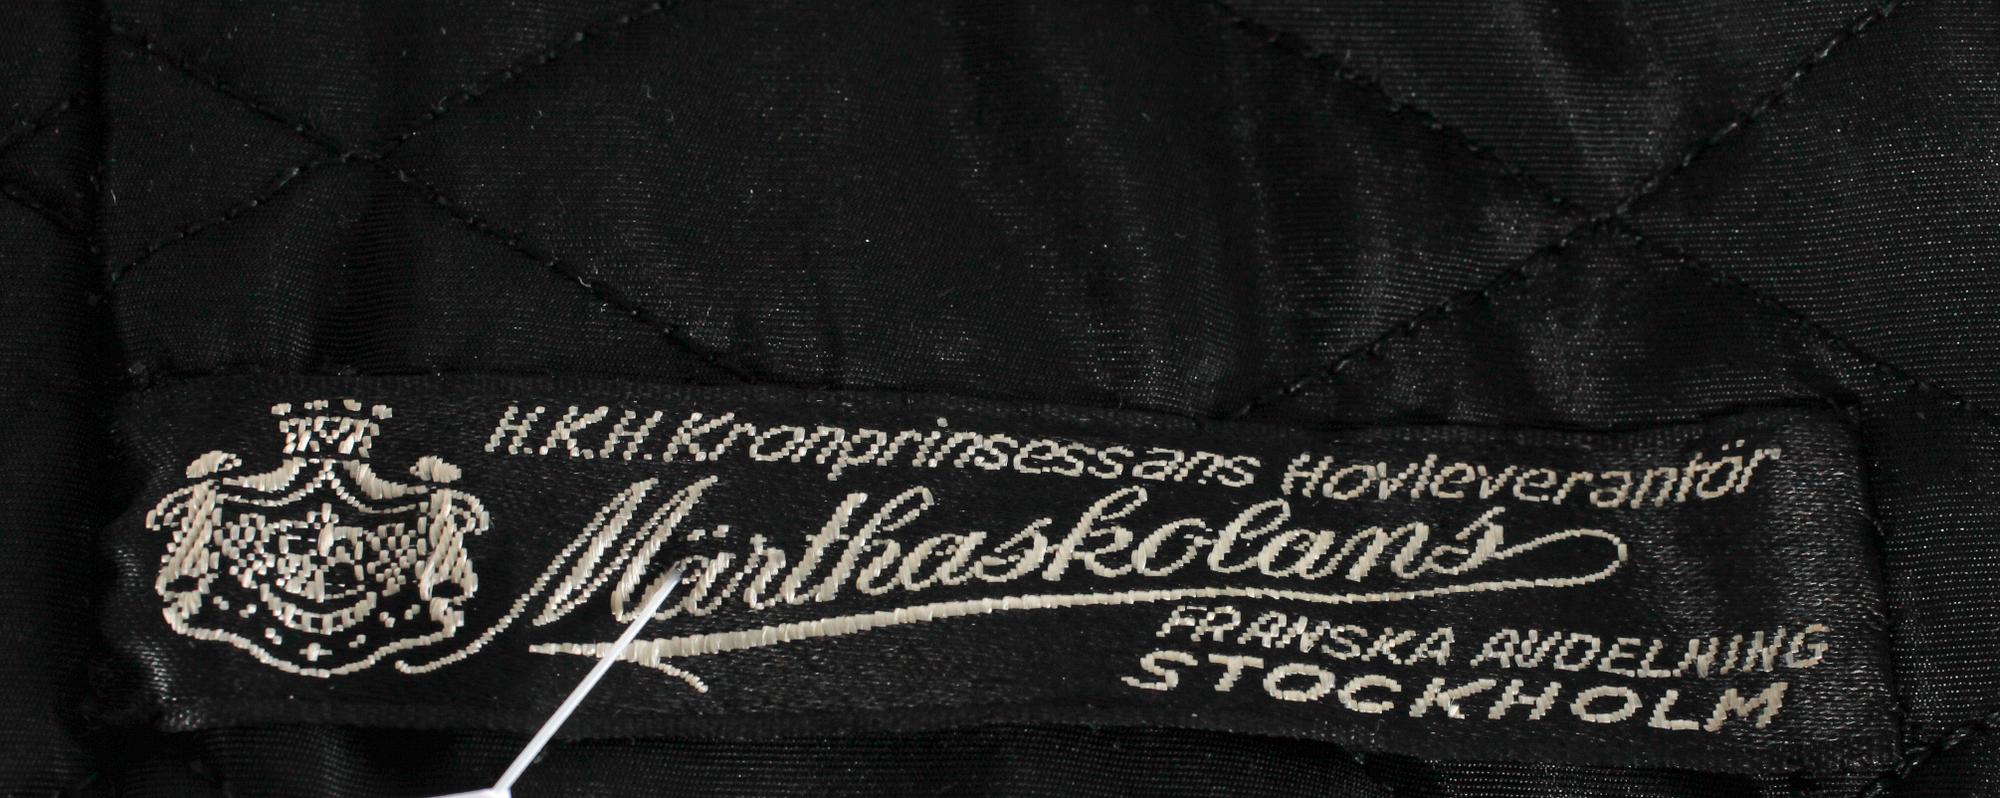 H.K.H. Kronprinsessans Hovleverantör
Märthaskolans
FRANSKA AVDELNING
STOCKHOLM